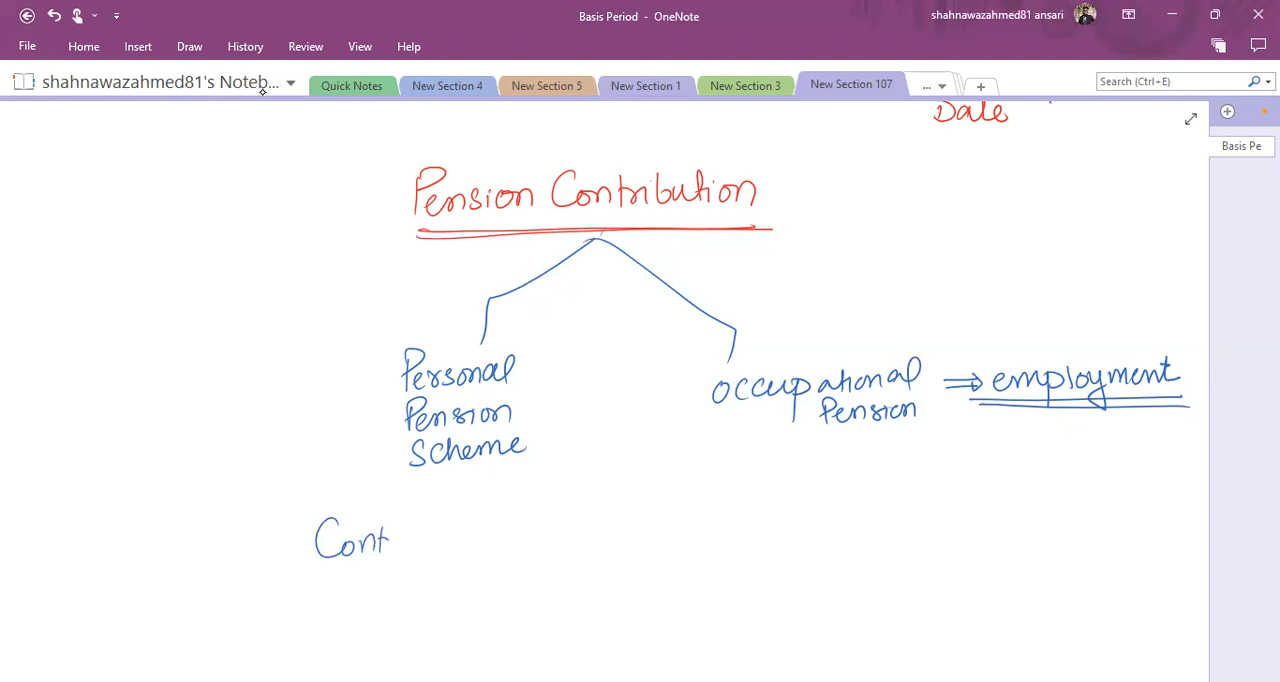 Basis Period - OneNote
shahnawazahmed81 ansari
File Home Insert Draw History Review View Help
shahnawazahmed81's Noteb...
Quick Notes New Section 4 New Section 5 New Section 1 New Section 3 New Section 107 ...
Search (Ctrl+E)
Basis Pe
Date
Pension Contribution
Personal
Pension
Scheme
Occupational
Pension
⇒ employment
Cont